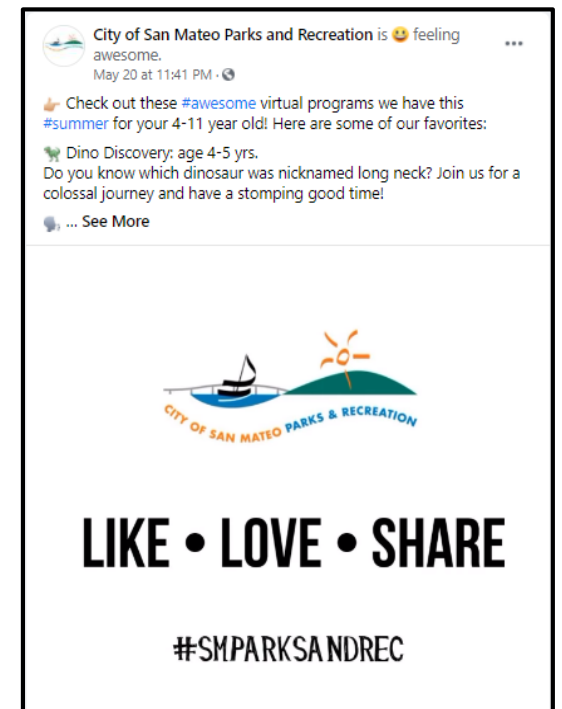 City of San Mateo Parks and Recreation is 😀 feeling
awesome.
May 20 at 11:41 PM ·
👉🏼 Check out these #awesome virtual programs we have this
#summer for your 4-11 year old! Here are some of our favorites:
🦖 Dino Discovery: age 4-5 yrs.
Do you know which dinosaur was nicknamed long neck? Join us for a
colossal journey and have a stomping good time!
🗣️ ... See More
CITY OF SAN MATEO PARKS & RECREATION
LIKE • LOVE • SHARE
#SMPARKSANDREC